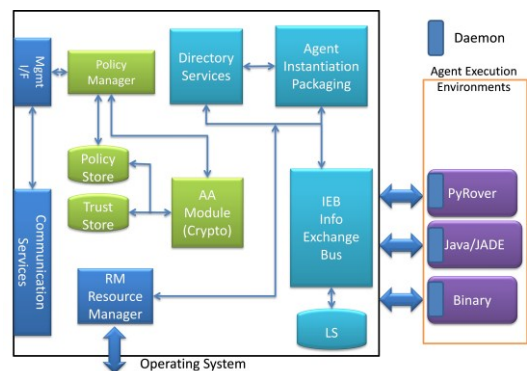 Mgmt
I/F
Policy
Manager
Directory
Services
Agent
Instantiation
Packaging
Daemon
Agent Execution
Environments
Policy
Store
Trust
Store
AA
Module
(Crypto)
IEB
Info
Exchange
Bus
PyRover
Java/JADE
Binary
Communication
Services
RM
Resource
Manager
LS
Operating System